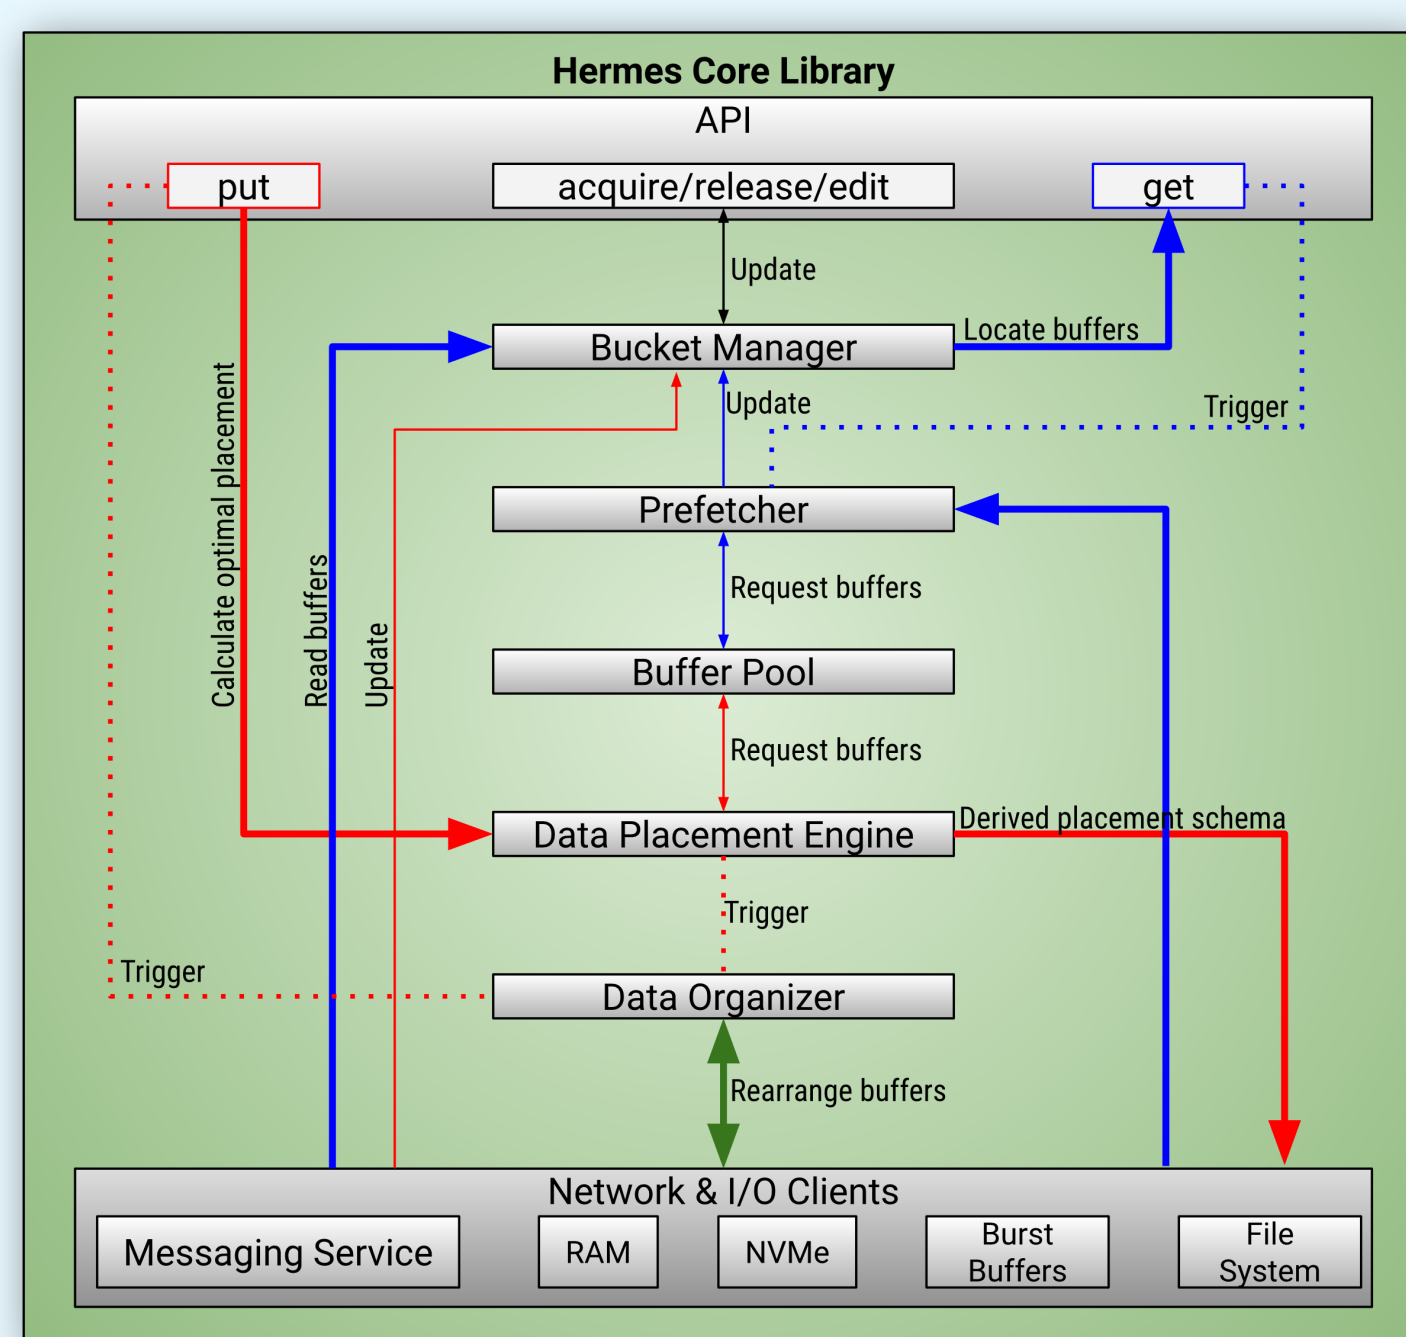 Hermes Core Library
API
put
acquire/release/edit
get
Update
Locate buffers
Bucket Manager
Update
Trigger
Calculate optimal placement
Read buffers
Update
Prefetcher
Request buffers
Buffer Pool
Request buffers
Derived placement schema
Data Placement Engine
Trigger
Trigger
Data Organizer
Rearrange buffers
Network & I/O Clients
Messaging Service
RAM
NVMe
Burst
Buffers
File
System